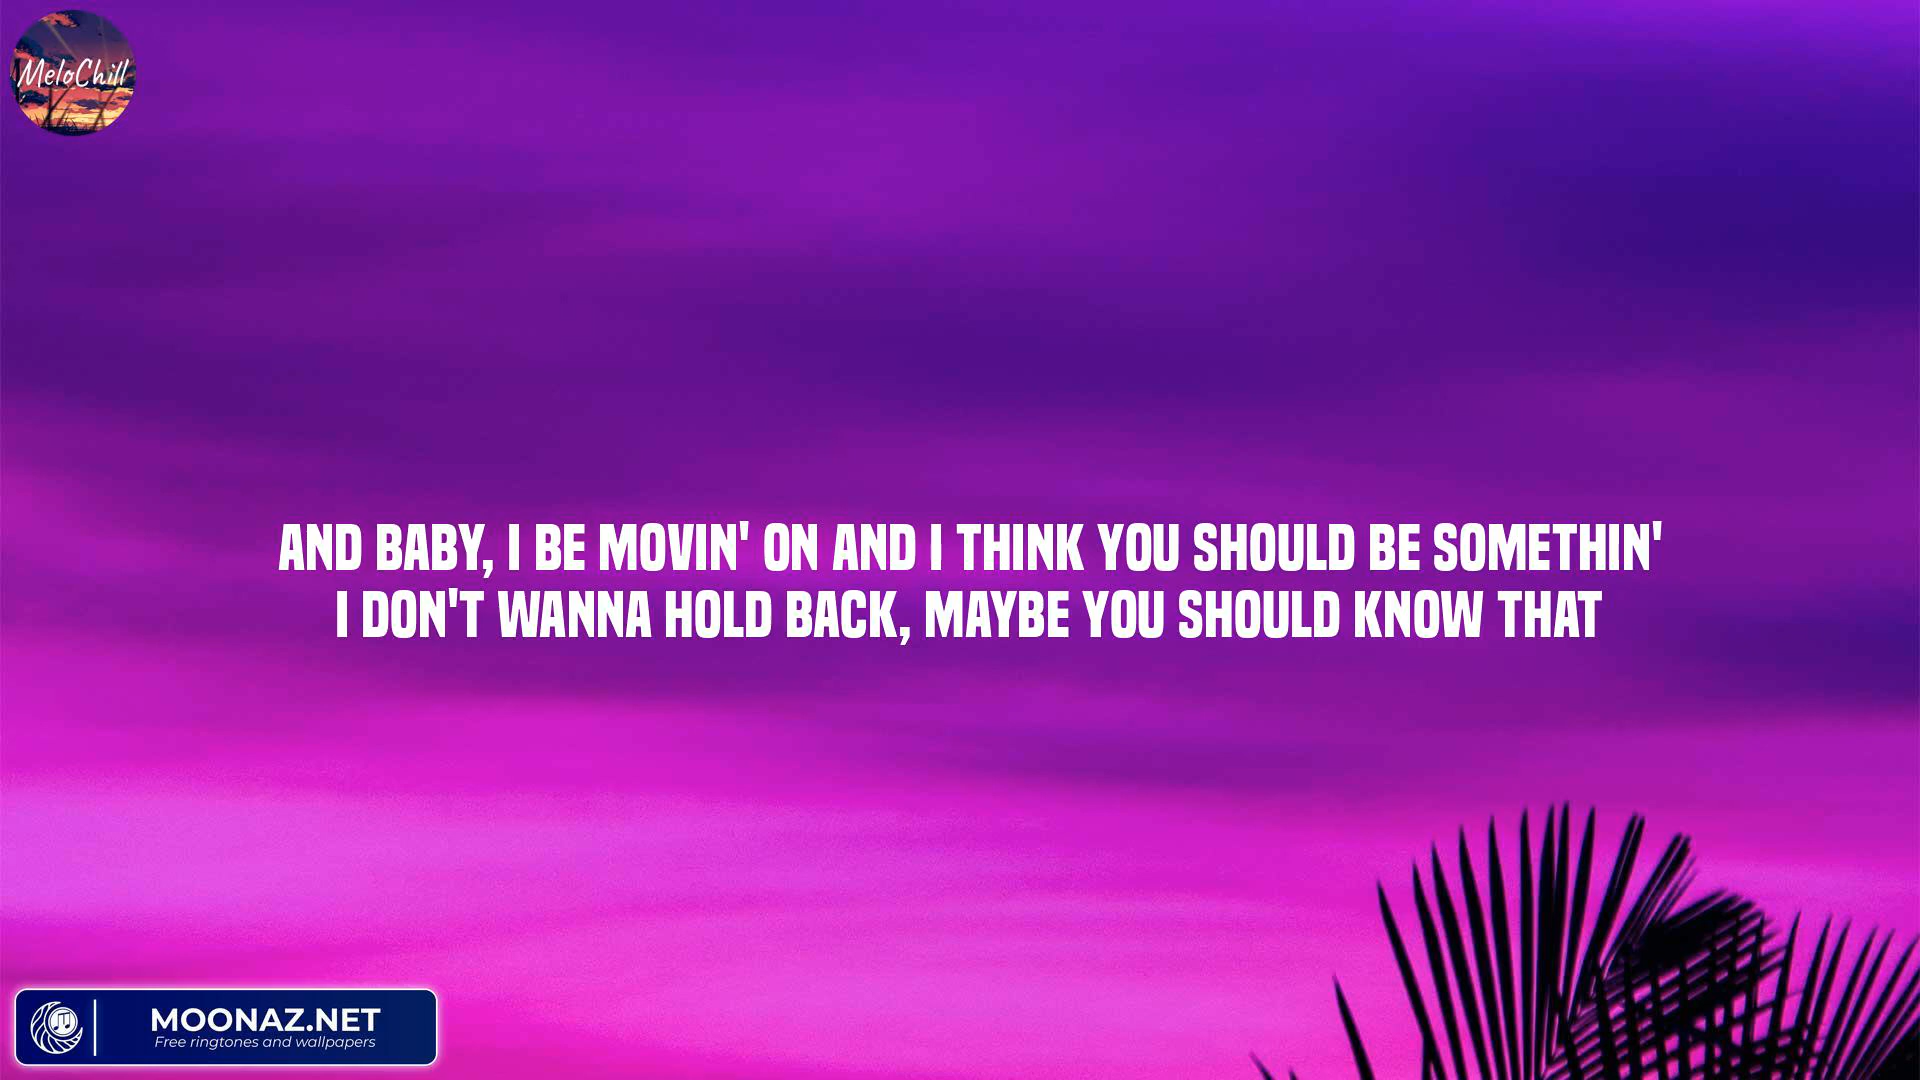 MeloChill
AND BABY, I BE MOVIN' ON AND I THINK YOU SHOULD BE SOMETHIN'
I DON'T WANNA HOLD BACK, MAYBE YOU SHOULD KNOW THAT
MOONAZ.NET
Free ringtones and wallpapers